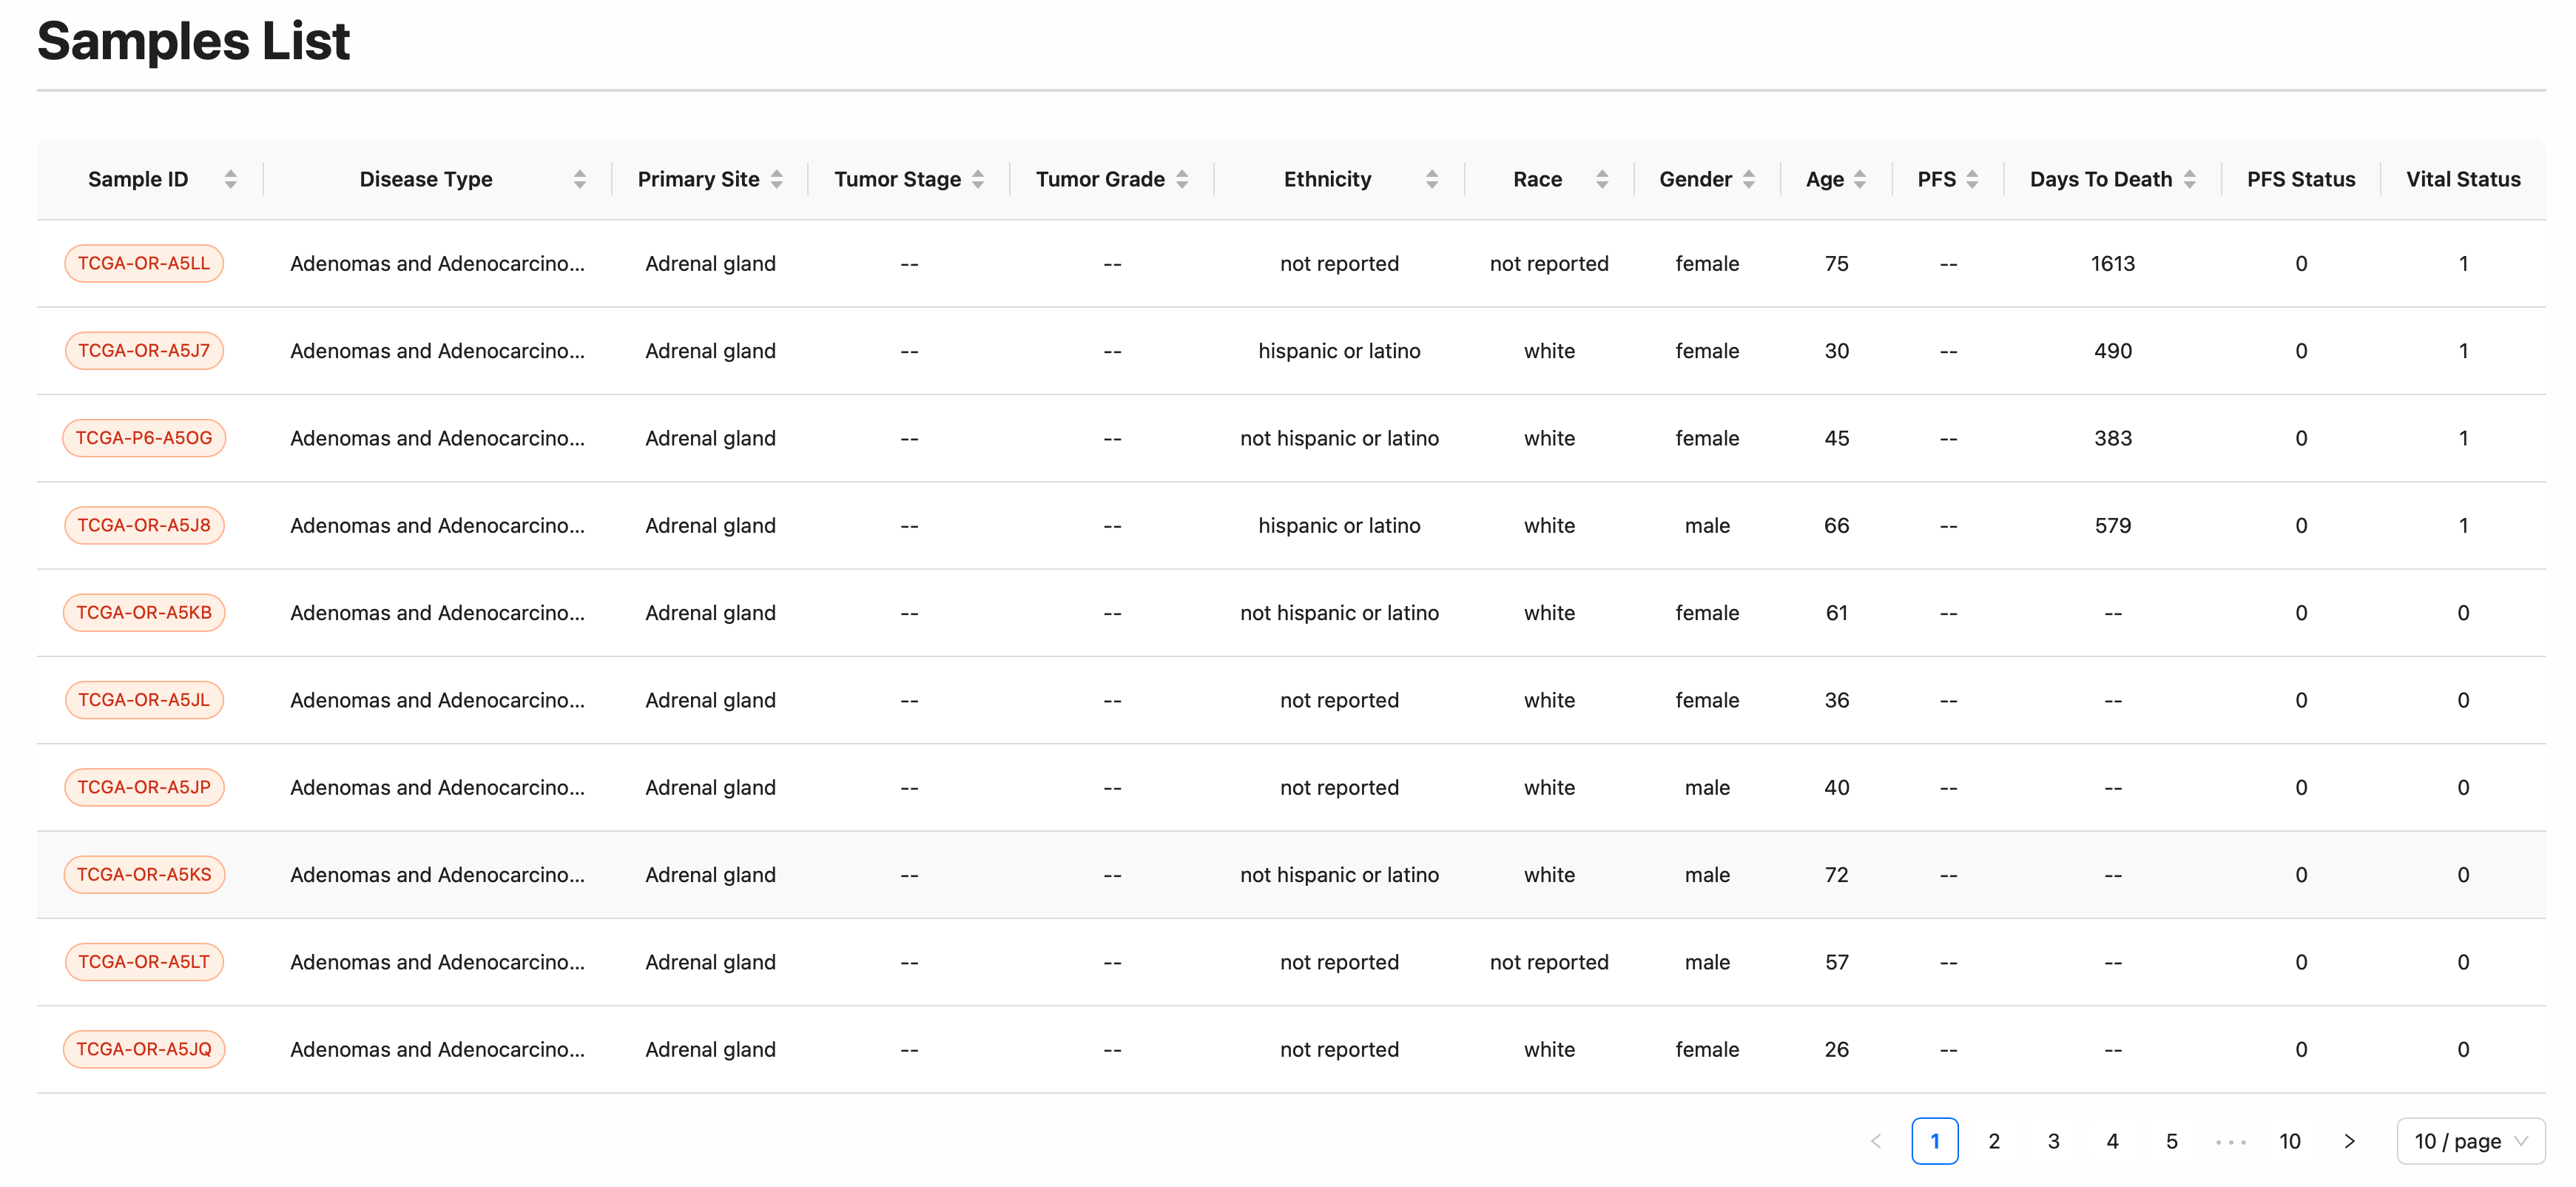 Samples List
Sample ID Disease Type Primary Site Tumor Stage Tumor Grade Ethnicity Race Gender Age PFS Days To Death PFS Status Vital Status
TCGA-OR-A5LL Adenomas and Adenocarcino... Adrenal gland -- -- not reported not reported female 75 -- 1613 0 1
TCGA-OR-A5J7 Adenomas and Adenocarcino... Adrenal gland -- -- hispanic or latino white female 30 -- 490 0 1
TCGA-P6-A5OG Adenomas and Adenocarcino... Adrenal gland -- -- not hispanic or latino white female 45 -- 383 0 1
TCGA-OR-A5J8 Adenomas and Adenocarcino... Adrenal gland -- -- hispanic or latino white male 66 -- 579 0 1
TCGA-OR-A5KB Adenomas and Adenocarcino... Adrenal gland -- -- not hispanic or latino white female 61 -- -- 0 0
TCGA-OR-A5JL Adenomas and Adenocarcino... Adrenal gland -- -- not reported white female 36 -- -- 0 0
TCGA-OR-A5JP Adenomas and Adenocarcino... Adrenal gland -- -- not reported white male 40 -- -- 0 0
TCGA-OR-A5KS Adenomas and Adenocarcino... Adrenal gland -- -- not hispanic or latino white male 72 -- -- 0 0
TCGA-OR-A5LT Adenomas and Adenocarcino... Adrenal gland -- -- not reported not reported male 57 -- -- 0 0
TCGA-OR-A5JQ Adenomas and Adenocarcino... Adrenal gland -- -- not reported white female 26 -- -- 0 0
< 1 2 3 4 5 ••• 10 > 10 / page